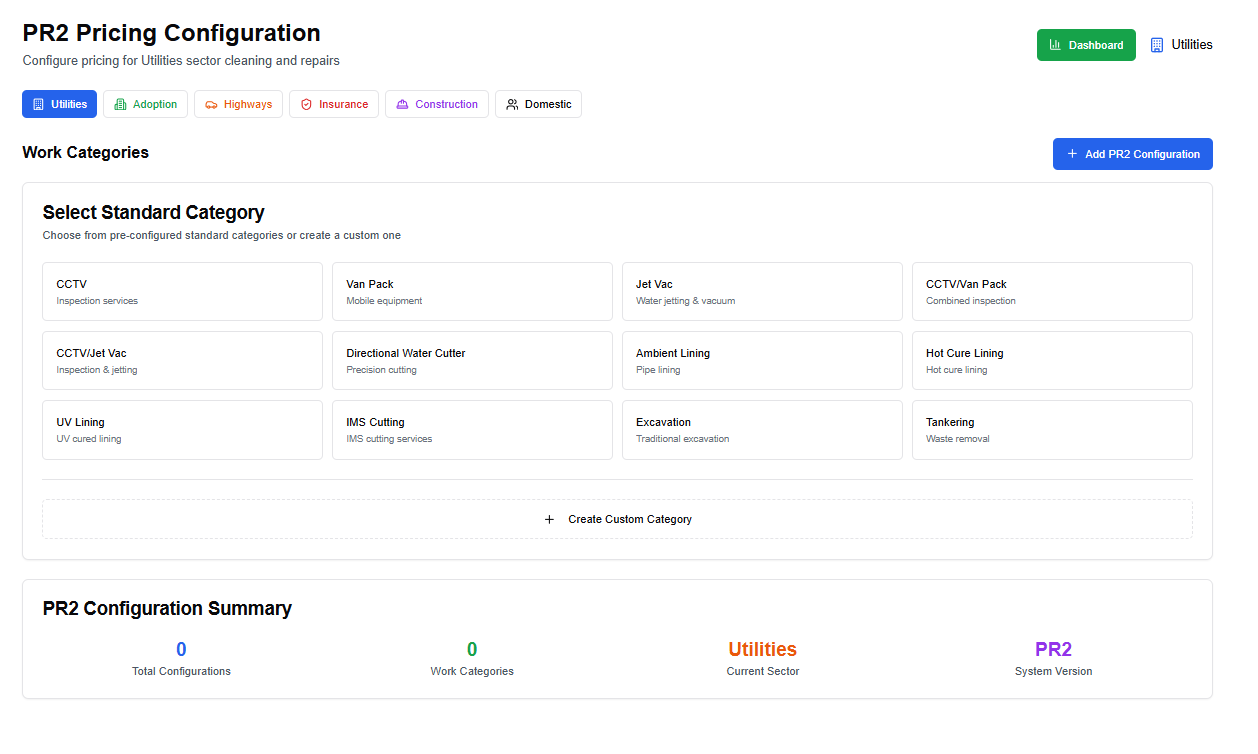 PR2 Pricing Configuration
Configure pricing for Utilities sector cleaning and repairs
Dashboard
Utilities
Utilities
Adoption
Highways
Insurance
Construction
Domestic
Work Categories
+ Add PR2 Configuration
Select Standard Category
Choose from pre-configured standard categories or create a custom one
CCTV
Inspection services
Van Pack
Mobile equipment
Jet Vac
Water jetting & vacuum
CCTV/Van Pack
Combined inspection
CCTV/Jet Vac
Inspection & jetting
Directional Water Cutter
Precision cutting
Ambient Lining
Pipe lining
Hot Cure Lining
Hot cure lining
UV Lining
UV cured lining
IMS Cutting
IMS cutting services
Excavation
Traditional excavation
Tankering
Waste removal
+ Create Custom Category
PR2 Configuration Summary
0
Total Configurations
0
Work Categories
Utilities
Current Sector
PR2
System Version